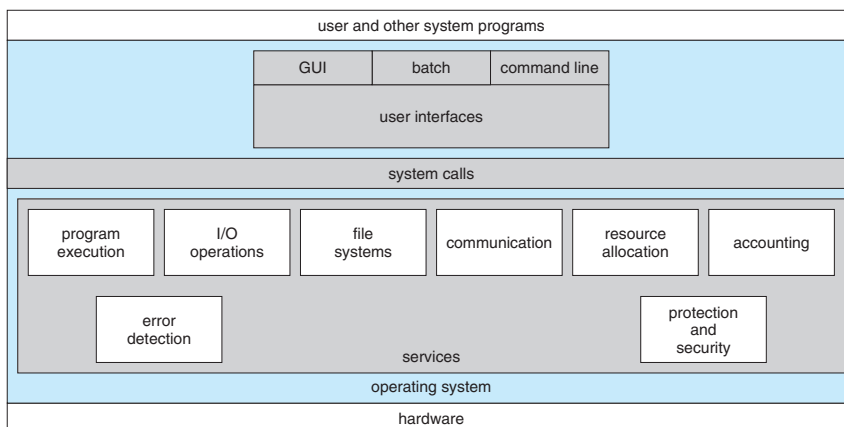 user and other system programs
GUI
batch
command line
user interfaces
system calls
program
execution
I/O
operations
file
systems
communication
resource
allocation
accounting
error
detection
protection
and
security
services
operating system
hardware